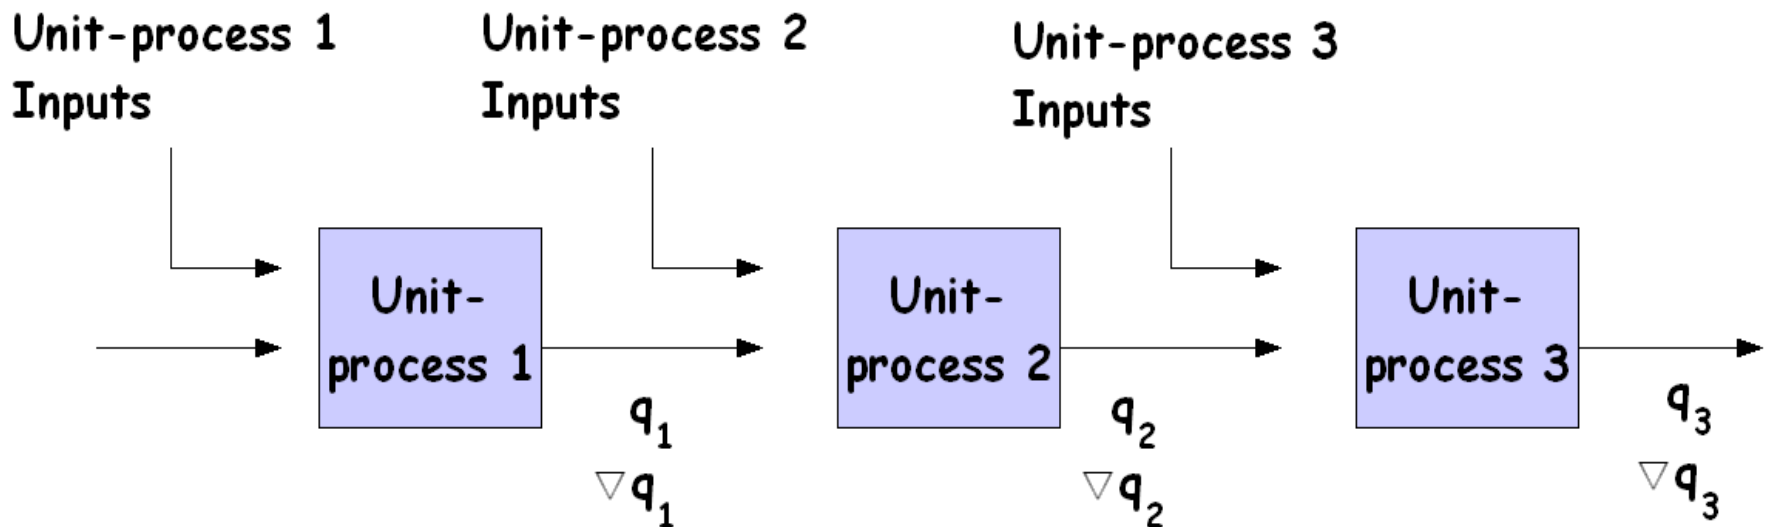 Unit-process 1
Inputs
Unit-process 2
Inputs
Unit-process 3
Inputs
Unit-
process 1
Unit-
process 2
Unit-
process 3
q₁
▽q₁
q₂
▽q₂
q₃
▽q₃